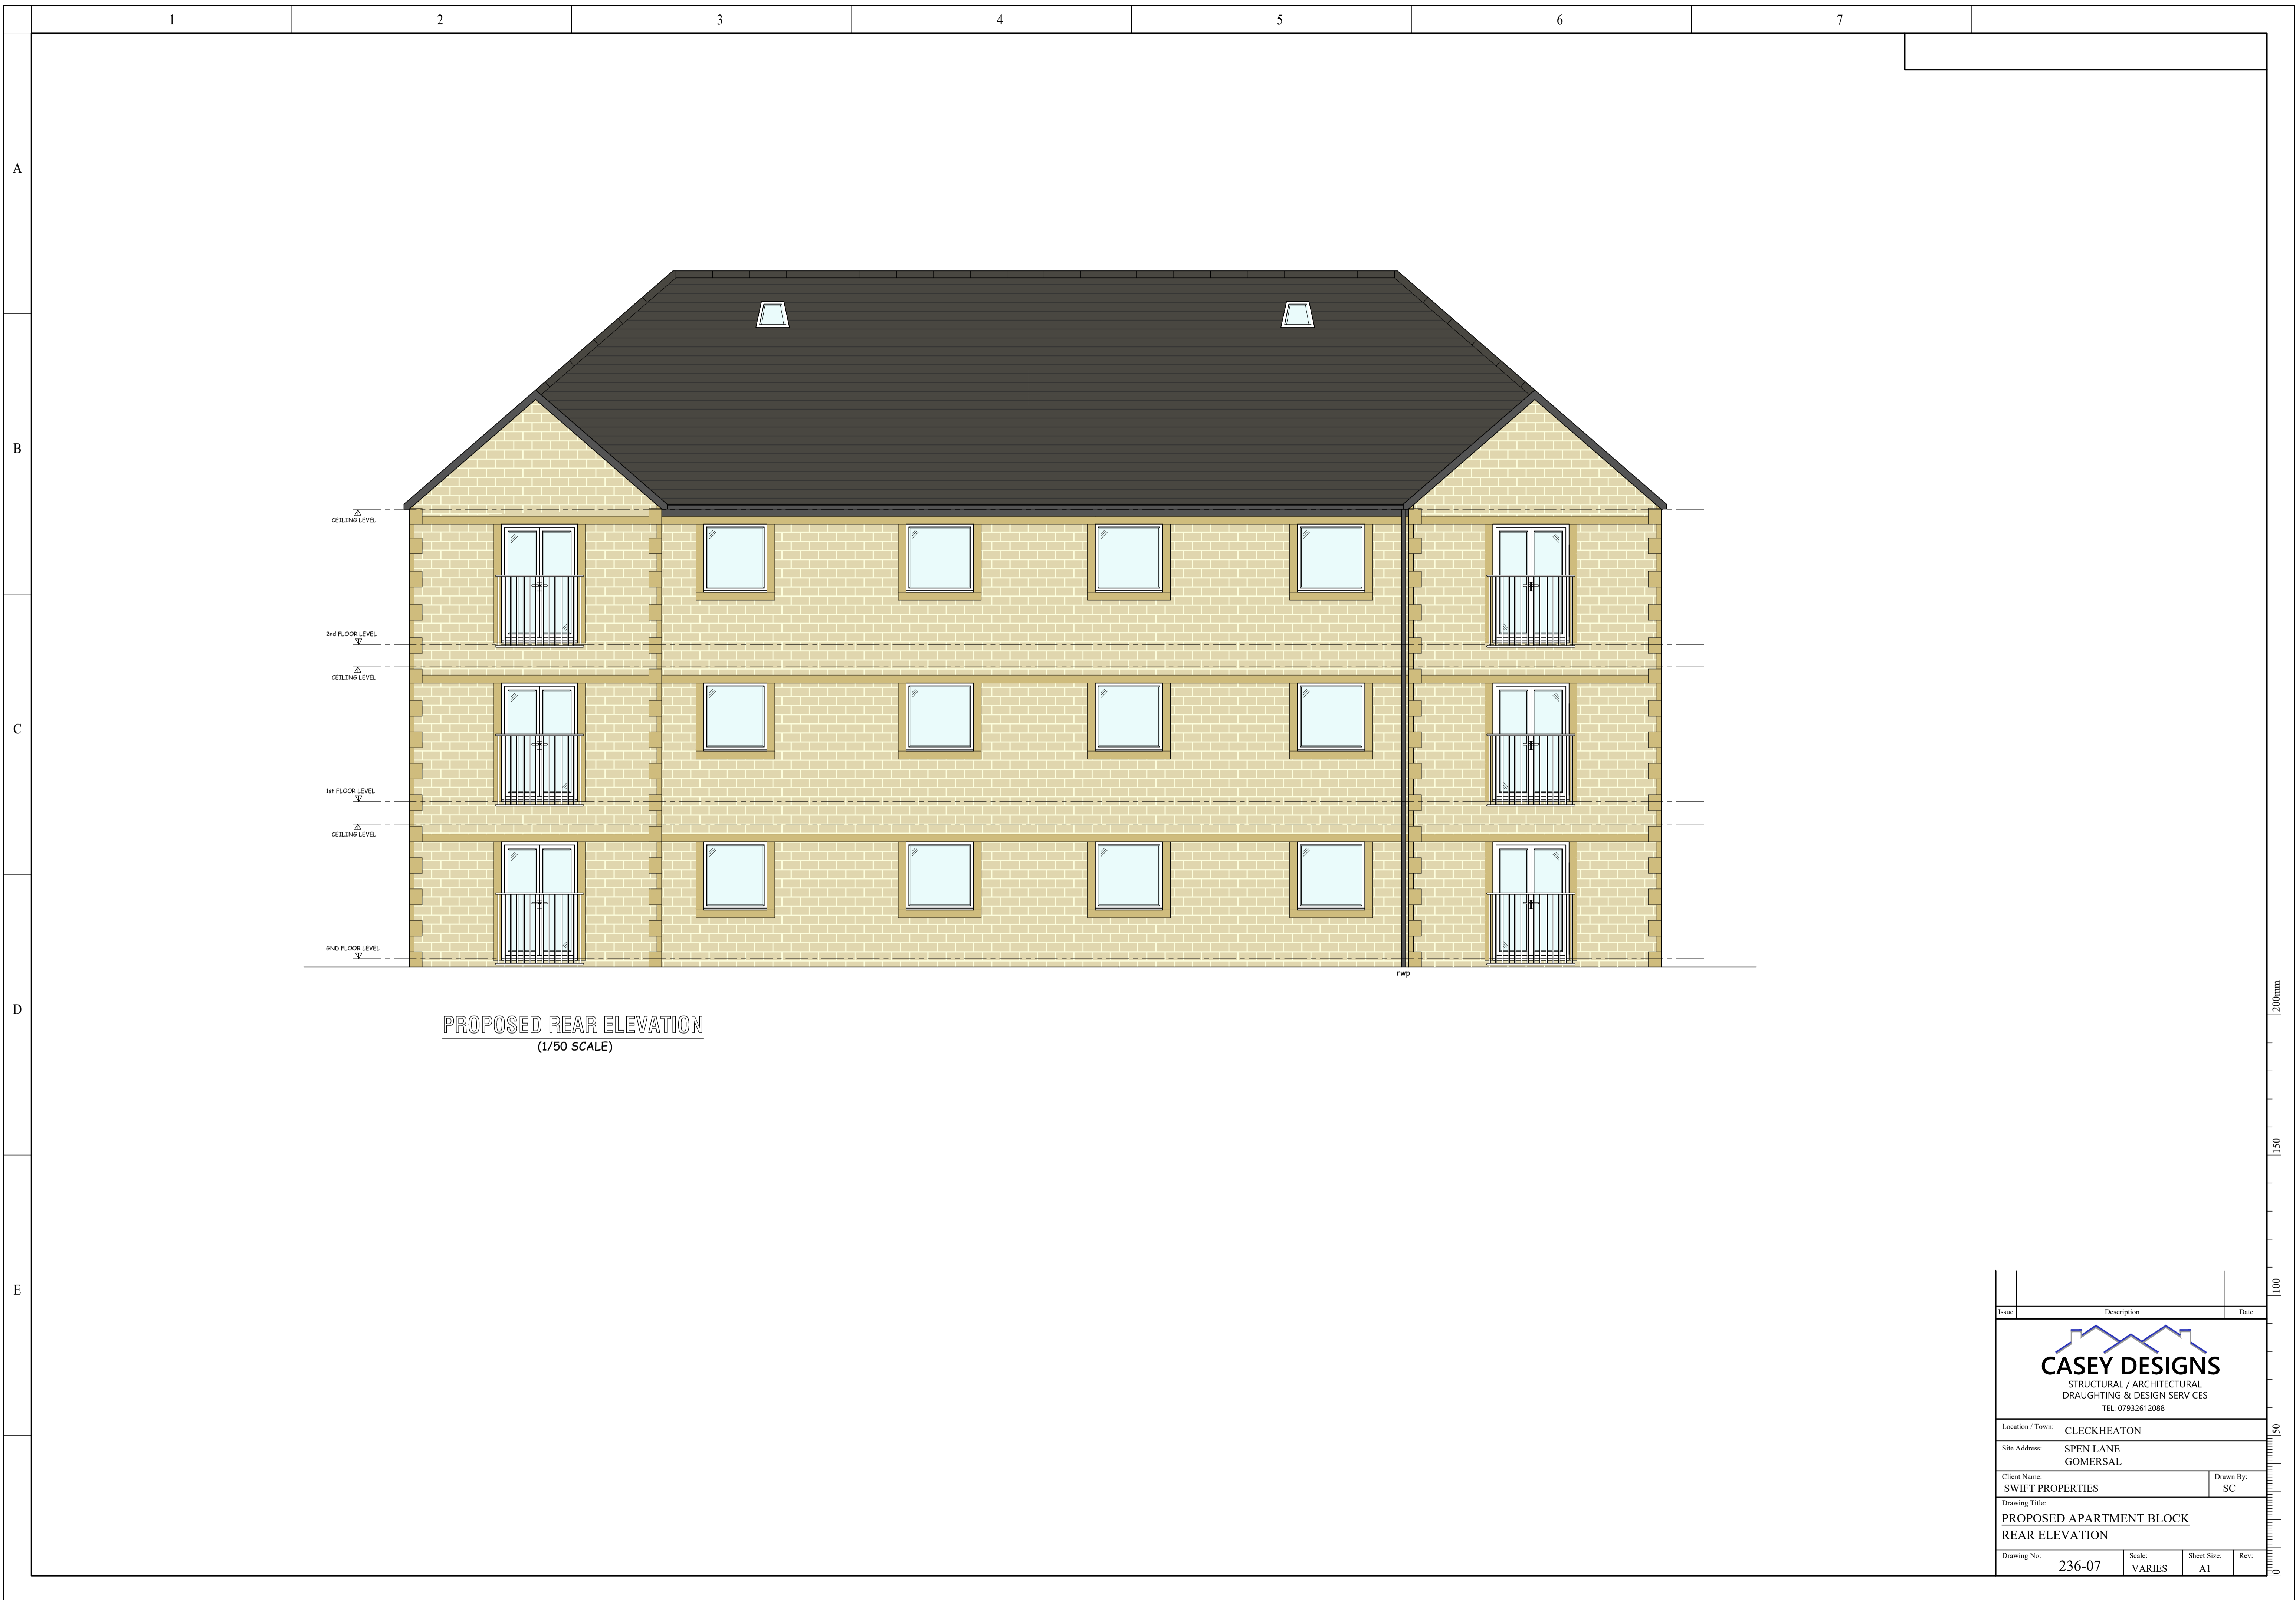 1 2 3 4 5 6 7
A
B
C
D
E
CEILING LEVEL
2nd FLOOR LEVEL
CEILING LEVEL
1st FLOOR LEVEL
CEILING LEVEL
GND FLOOR LEVEL
rwp
PROPOSED REAR ELEVATION
(1/50 SCALE)
200mm
150
100
50
0
Issue Description Date
CASEY DESIGNS
STRUCTURAL / ARCHITECTURAL
DRAUGHTING & DESIGN SERVICES
TEL: 07932612088
Location / Town: CLECKHEATON
Site Address: SPEN LANE
GOMERSAL
Client Name: Drawn By:
SWIFT PROPERTIES SC
Drawing Title:
PROPOSED APARTMENT BLOCK
REAR ELEVATION
Drawing No: Scale: Sheet Size: Rev:
236-07 VARIES A1